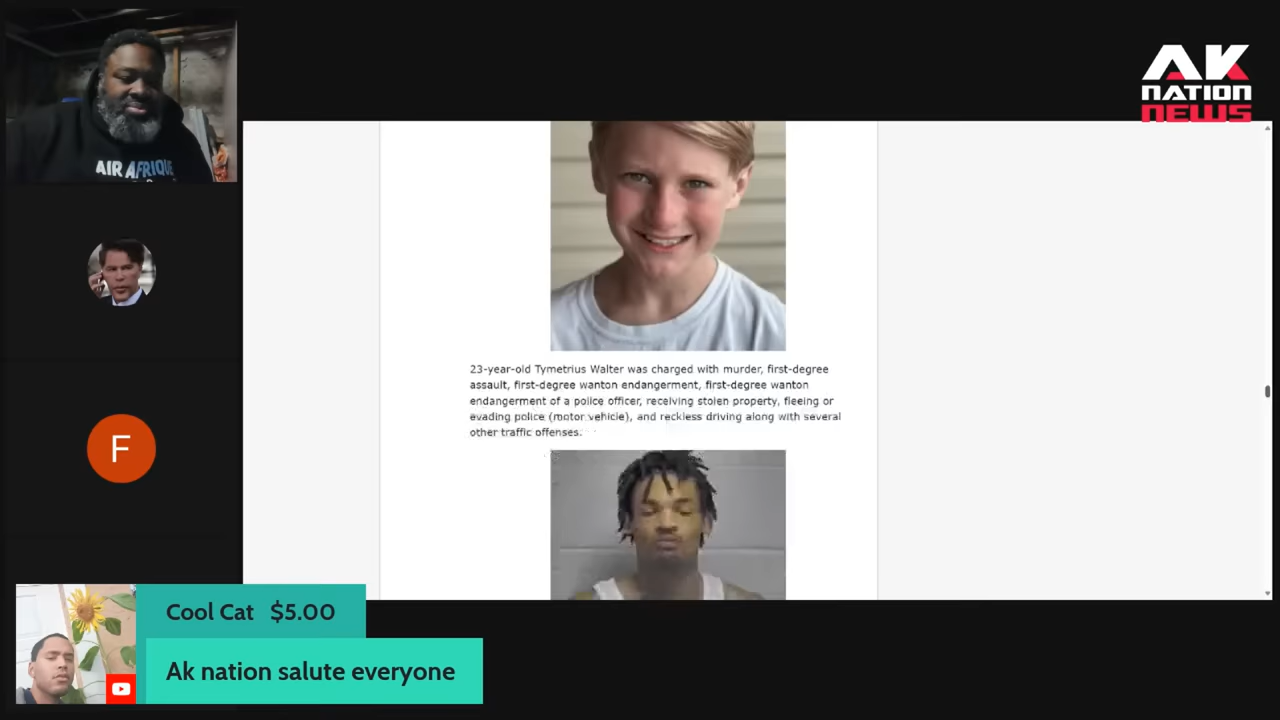 AIR AFRIQUE
AK
NATION
NEWS
23-year-old Tymetrius Walter was charged with murder, first-degree
assault, first-degree wanton endangerment, first-degree wanton
endangerment of a police officer, receiving stolen property, fleeing or
evading police (motor vehicle), and reckless driving along with several
other traffic offenses.
F
Cool Cat $5.00
Ak nation salute everyone